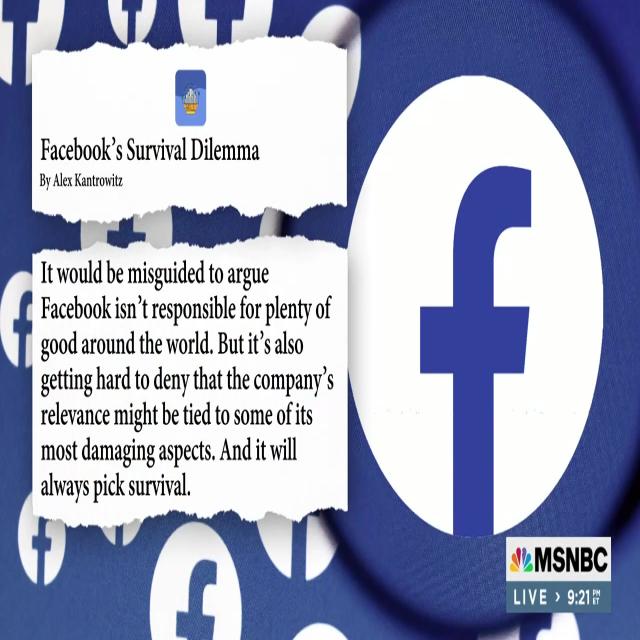 Facebook's Survival Dilemma
By Alex Kantrowitz
It would be misguided to argue
Facebook isn't responsible for plenty of
good around the world. But it's also
getting hard to deny that the company's
relevance might be tied to some of its
most damaging aspects. And it will
always pick survival.
MSNBC
LIVE > 9:21 PM ET